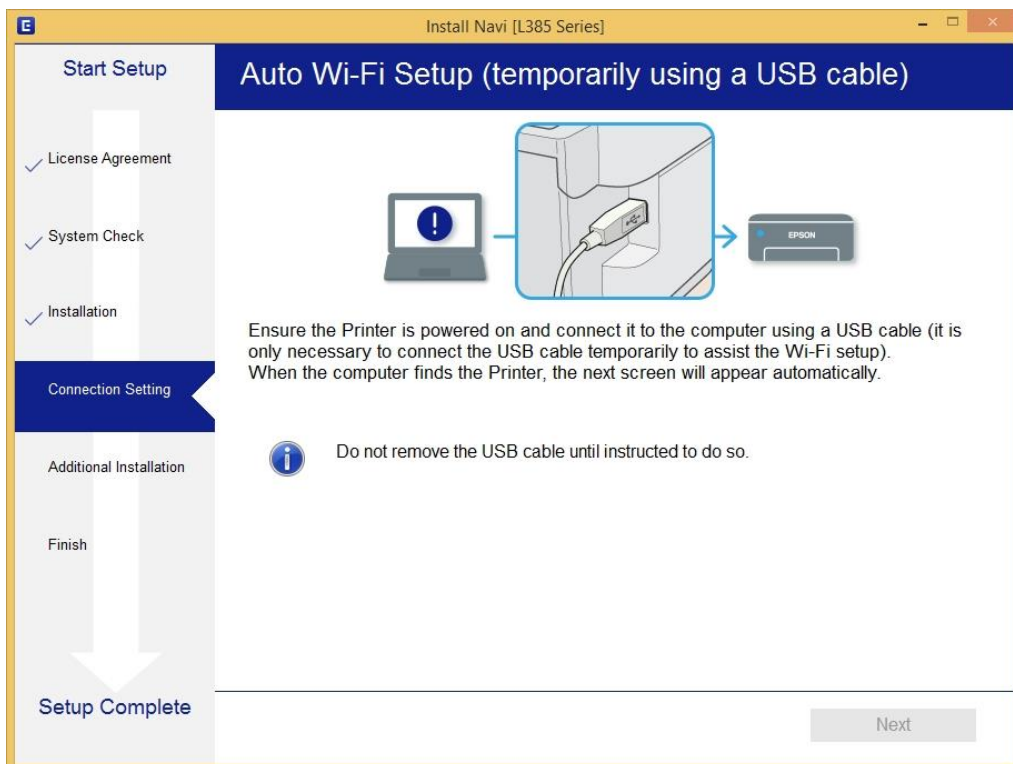 Install Navi [L385 Series]
Start Setup
Auto Wi-Fi Setup (temporarily using a USB cable)
License Agreement
System Check
Installation
Connection Setting
Additional Installation
Finish
Setup Complete
EPSON
Ensure the Printer is powered on and connect it to the computer using a USB cable (it is
only necessary to connect the USB cable temporarily to assist the Wi-Fi setup).
When the computer finds the Printer, the next screen will appear automatically.
Do not remove the USB cable until instructed to do so.
Next